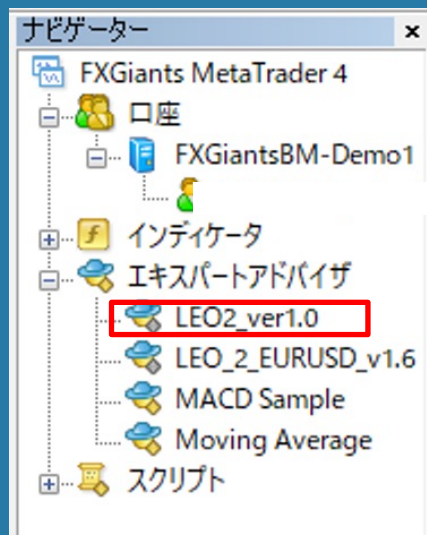 ナビゲーター
FXGiants MetaTrader 4
口座
FXGiantsBM-Demo1
インディケータ
エキスパートアドバイザ
LEO2_ver1.0
LEO_2_EURUSD_v1.6
MACD Sample
Moving Average
スクリプト